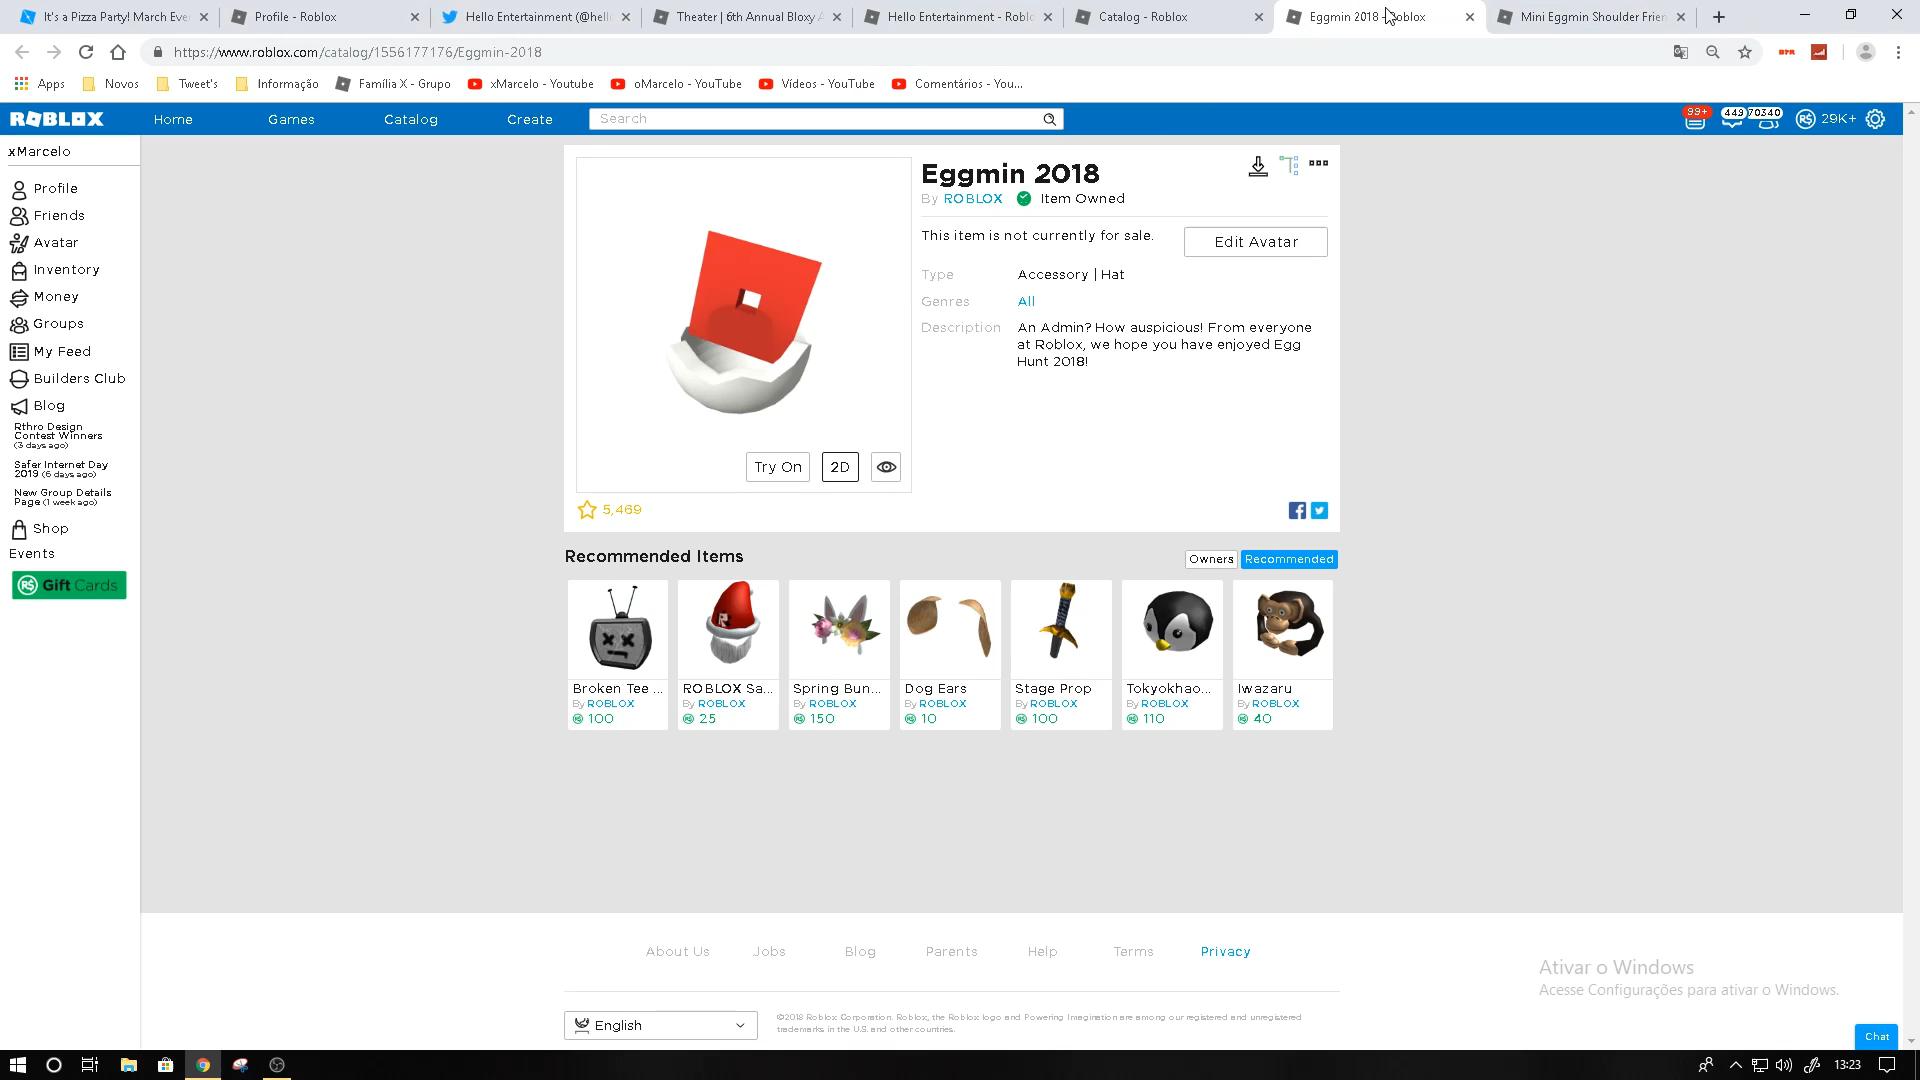 It's a Pizza Party! March Eve
Profile - Roblox
Hello Entertainment (@hell
Theater | 6th Annual Bloxy A
Hello Entertainment - Roblo
Catalog - Roblox
Eggmin 2018 - Roblox
Mini Eggmin Shoulder Frien
https://www.roblox.com/catalog/1556177176/Eggmin-2018
Apps
Novos
Tweet's
Informação
Família X - Grupo
xMarcelo - Youtube
oMarcelo - YouTube
Vídeos - YouTube
Comentários - You...
ROBLOX
Home
Games
Catalog
Create
Search
99+
443
70340
29K+
xMarcelo
Profile
Friends
Avatar
Inventory
Money
Groups
My Feed
Builders Club
Blog
Rthro Design
Contest Winners
(3 days ago)
Safer Internet Day
2019 (6 days ago)
New Group Details
Page (1 week ago)
Shop
Events
Gift Cards
Eggmin 2018
By ROBLOX Item Owned
This item is not currently for sale.
Edit Avatar
Type Accessory | Hat
Genres All
Description An Admin? How auspicious! From everyone
at Roblox, we hope you have enjoyed Egg
Hunt 2018!
Try On
2D
5,469
Recommended Items
Owners
Recommended
Broken Tee ...
By ROBLOX
100
ROBLOX Sa...
By ROBLOX
25
Spring Bun...
By ROBLOX
150
Dog Ears
By ROBLOX
10
Stage Prop
By ROBLOX
100
Tokyokhao...
By ROBLOX
110
Iwazaru
By ROBLOX
40
About Us
Jobs
Blog
Parents
Help
Terms
Privacy
English
©2018 Roblox Corporation. Roblox, the Roblox logo and Powering Imagination are among our registered and unregistered
trademarks in the U.S. and other countries.
Ativar o Windows
Acesse Configurações para ativar o Windows.
Chat
13:23